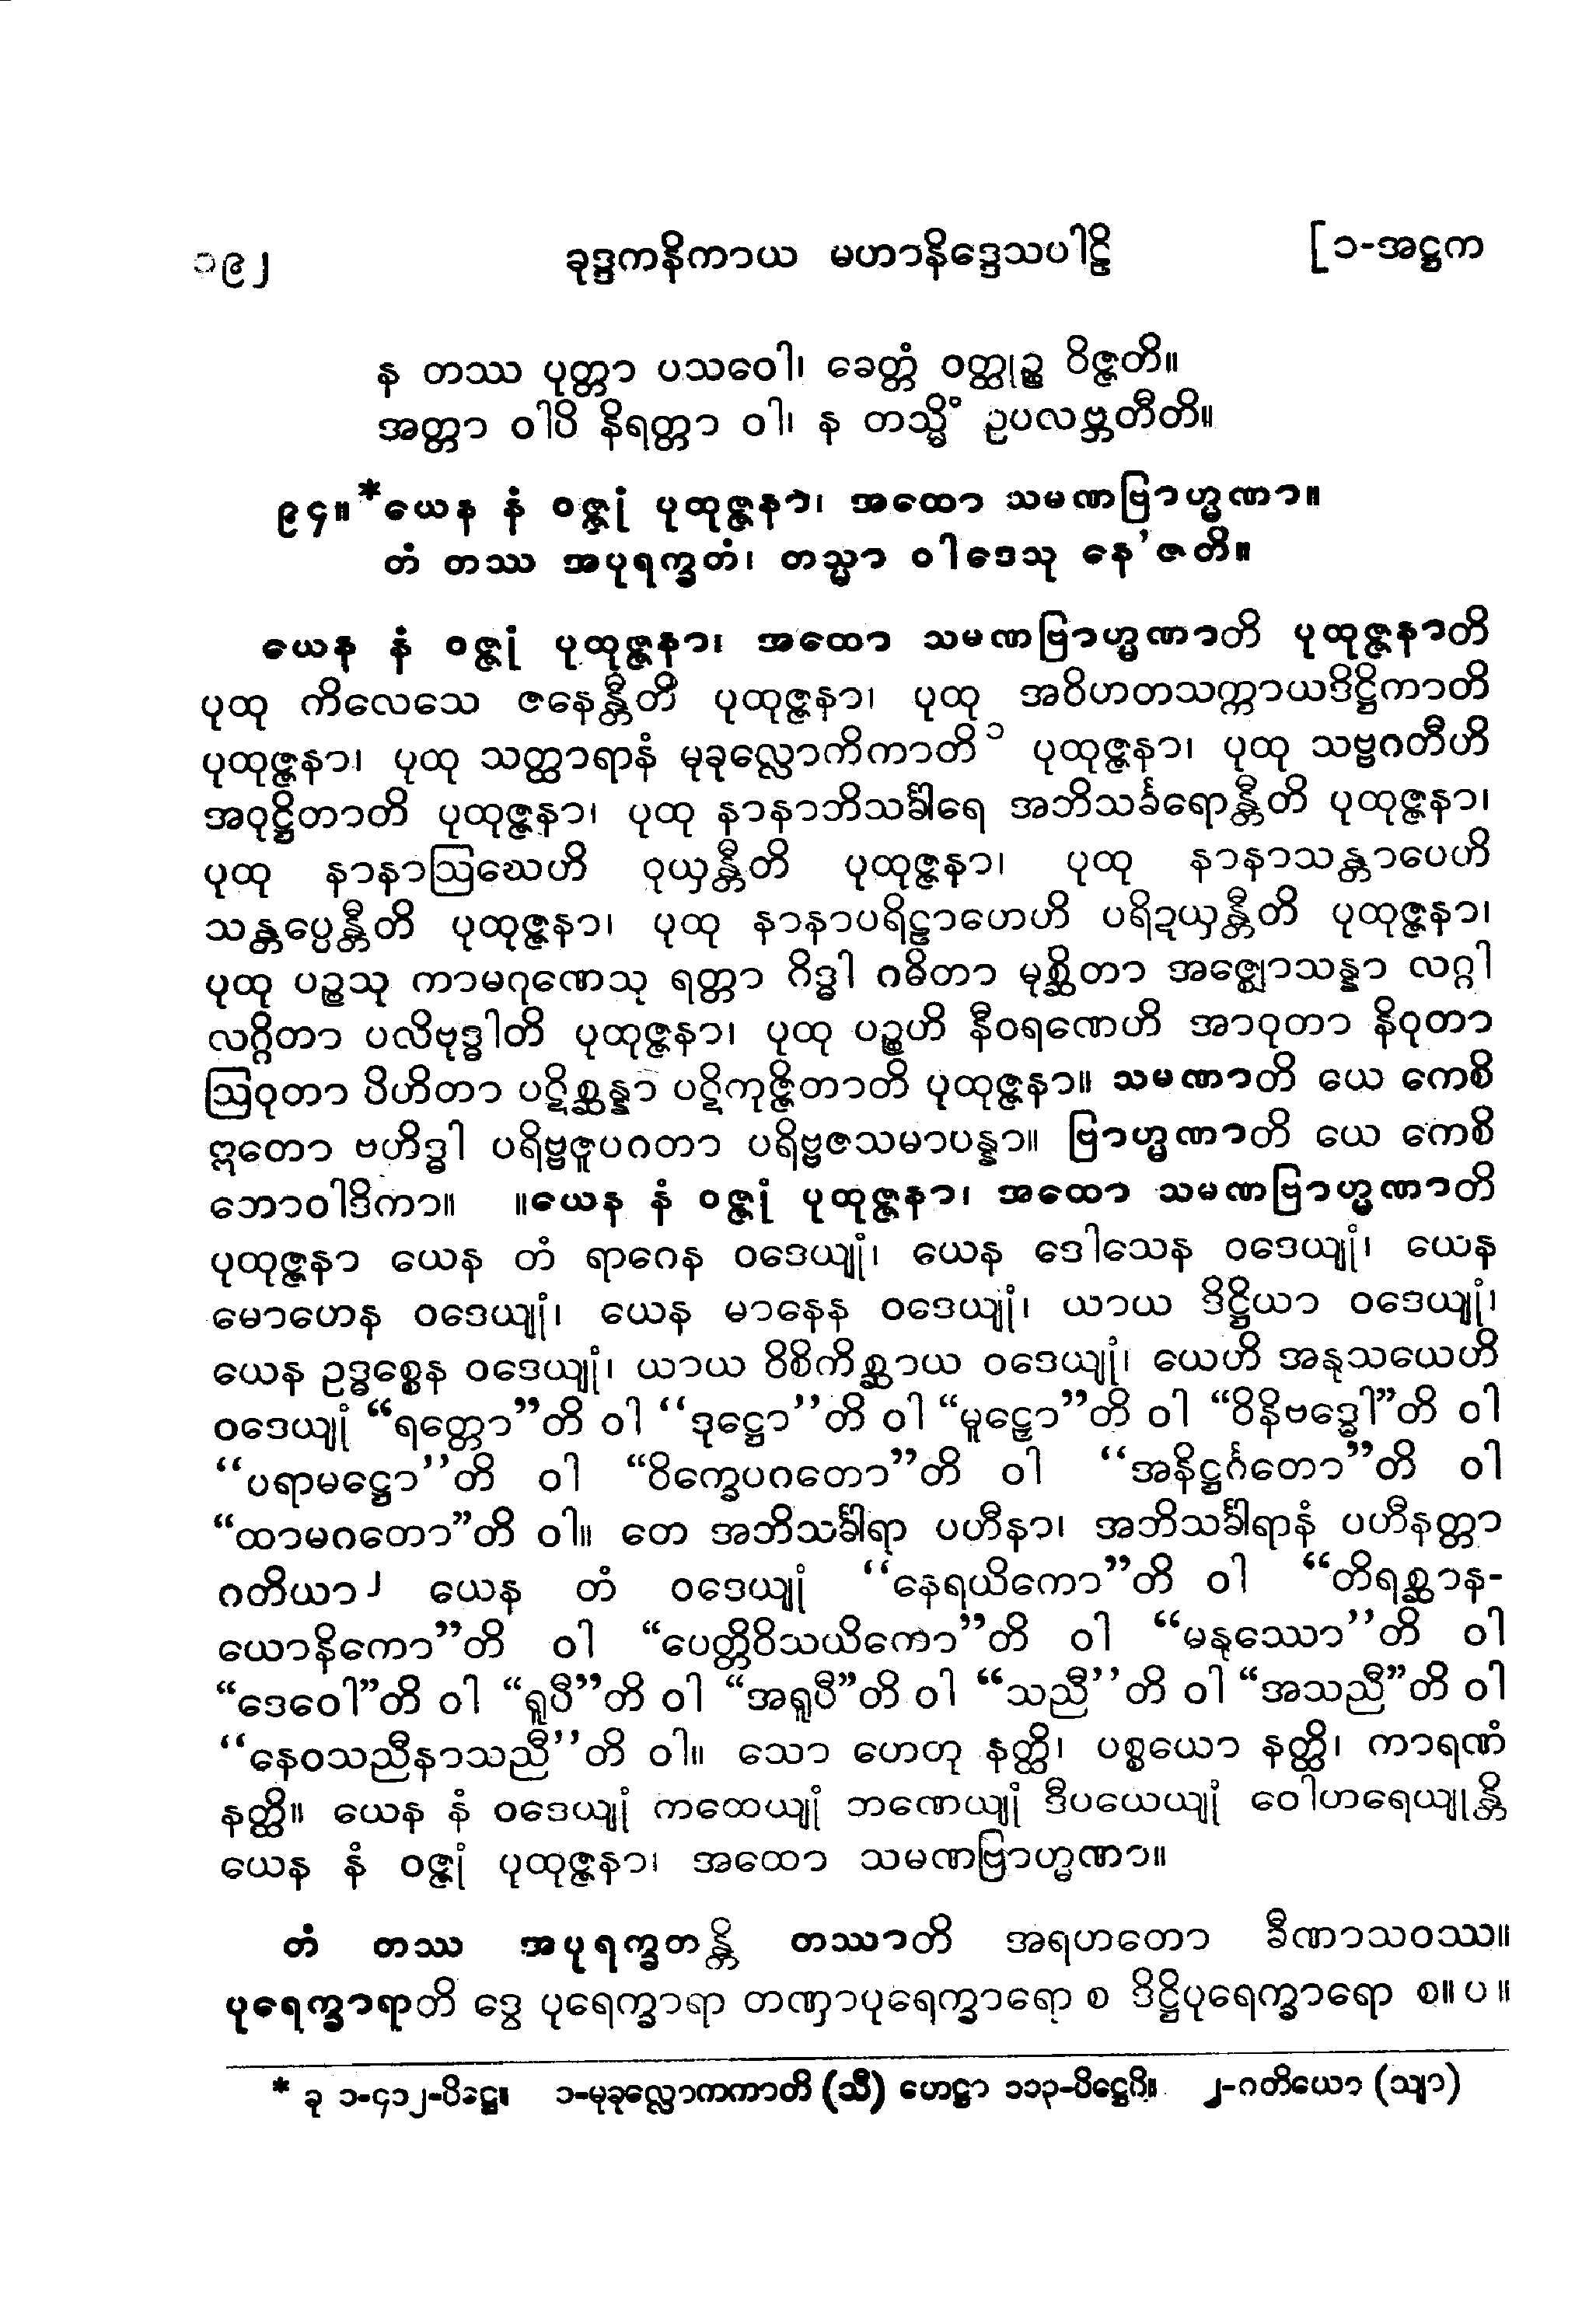 ၁၉၂ ခုဒ္ဒကနိကာယ မဟာနိဒ္ဒေသပါဠိ [၁-အဋ္ဌက
န တဿ ပုတ္တာ ပသဝေါ၊ ခေတ္တံ ဝတ္ထုဉ္စ ဝိဇ္ဇတိ။
အတ္တာ ဝါပိ နိရတ္တာ ဝါ၊ န တသ္မိံ ဥပလဗ္ဘတီတိ။
၉၄။ *ယေန နံ ဝဇ္ဇုံ ပုထုဇ္ဇနာ၊ အထော သမဏဗြာဟ္မဏာ။
တံ တဿ အပုရက္ခတံ၊ တသ္မာ ဝါဒေသု နေ’ဇတိ။
ယေန နံ ဝဇ္ဇုံ ပုထုဇ္ဇနာ၊ အထော သမဏဗြာဟ္မဏာတိ ပုထုဇ္ဇနာတိ
ပုထု ကိလေသေ ဇနေန္တီတိ ပုထုဇ္ဇနာ၊ ပုထု အဝိဟတသက္ကာယဒိဋ္ဌိကာတိ
ပုထုဇ္ဇနာ၊ ပုထု သတ္ထာရာနံ မုခုလ္လောကိကာတိ ၁ ပုထုဇ္ဇနာ၊ ပုထု သဗ္ဗဂတီဟိ
အဝုဋ္ဌိတာတိ ပုထုဇ္ဇနာ၊ ပုထု နာနာဘိသင်္ခါရေ အဘိသင်္ခရောန္တီတိ ပုထုဇ္ဇနာ၊
ပုထု နာနာဩဃေဟိ ဝုယှန္တီတိ ပုထုဇ္ဇနာ၊ ပုထု နာနာသန္တာပေဟိ
သန္တပ္ပေန္တီတိ ပုထုဇ္ဇနာ၊ ပုထု နာနာပရိဠာဟေဟိ ပရိဍယှန္တီတိ ပုထုဇ္ဇနာ၊
ပုထု ပဉ္စသု ကာမဂုဏေသု ရတ္တာ ဂိဒ္ဓါ ဂဓိတာ မုစ္ဆိတာ အဇ္ဈောသန္နာ လဂ္ဂါ
လဂ္ဂိတာ ပလိဗုဒ္ဓါတိ ပုထုဇ္ဇနာ၊ ပုထု ပဉ္စဟိ နီဝရဏေဟိ အာဝုတာ နိဝုတာ
ဩဝုတာ ပိဟိတာ ပဋိစ္ဆန္နာ ပဋိကုဇ္ဇိတာတိ ပုထုဇ္ဇနာ။ သမဏာတိ ယေ ကေစိ
ဣတော ဗဟိဒ္ဓါ ပရိဗ္ဗဇူပဂတာ ပရိဗ္ဗဇသမာပန္နာ။ ဗြာဟ္မဏာတိ ယေ ကေစိ
ဘောဝါဒိကာ။ ။ယေန နံ ဝဇ္ဇုံ ပုထုဇ္ဇနာ၊ အထော သမဏဗြာဟ္မဏာတိ
ပုထုဇ္ဇနာ ယေန တံ ရာဂေန ဝဒေယျုံ၊ ယေန ဒေါသေန ဝဒေယျုံ၊ ယေန
မောဟေန ဝဒေယျုံ၊ ယေန မာနေန ဝဒေယျုံ၊ ယာယ ဒိဋ္ဌိယာ ဝဒေယျုံ၊
ယေန ဥဒ္ဓစ္စေန ဝဒေယျုံ၊ ယာယ ဝိစိကိစ္ဆာယ ဝဒေယျုံ၊ ယေဟိ အနုသယေဟိ
ဝဒေယျုံ “ရတ္တော”တိ ဝါ “ဒုဋ္ဌော”တိ ဝါ “မူဠှော”တိ ဝါ “ဝိနိဗဒ္ဓေါ”တိ ဝါ
“ပရာမဋ္ဌော”တိ ဝါ “ဝိက္ခေပဂတော”တိ ဝါ “အနိဋ္ဌင်္ဂတော”တိ ဝါ
“ထာမဂတော”တိ ဝါ။ တေ အဘိသင်္ခါရာ ပဟီနာ၊ အဘိသင်္ခါရာနံ ပဟီနတ္တာ
ဂတိယာ ၂ ယေန တံ ဝဒေယျုံ “နေရယိကော”တိ ဝါ “တိရစ္ဆာန-
ယောနိကော”တိ ဝါ “ပေတ္တိဝိသယိကော”တိ ဝါ “မနုဿော”တိ ဝါ
“ဒေဝေါ”တိ ဝါ “ရူပီ”တိ ဝါ “အရူပီ”တိ ဝါ “သညီ”တိ ဝါ “အသညီ”တိ ဝါ
“နေဝသညီနာသညီ”တိ ဝါ။ သော ဟေတု နတ္ထိ၊ ပစ္စယော နတ္ထိ၊ ကာရဏံ
နတ္ထိ။ ယေန နံ ဝဒေယျုံ ကထေယျုံ ဘဏေယျုံ ဒီပယေယျုံ ဝေါဟရေယျုန္တိ
ယေန နံ ဝဇ္ဇုံ ပုထုဇ္ဇနာ၊ အထော သမဏဗြာဟ္မဏာ။
တံ တဿ အပုရက္ခတန္တိ တဿာတိ အရဟတော ခီဏာသဝဿ။
ပုရေက္ခာရာတိ ဒွေ ပုရေက္ခာရာ တဏှာပုရေက္ခာရော စ ဒိဋ္ဌိပုရေက္ခာရော စ။ ပ ။
* ခု ၁-၄၁၂-ပိဋ္ဌေ။ ၁-မုခုလ္လောကကာတိ (သီ) ဟေဋ္ဌာ ၁၁၃-ပိဋ္ဌေပိ။ ၂-ဂတိယော (သျာ)